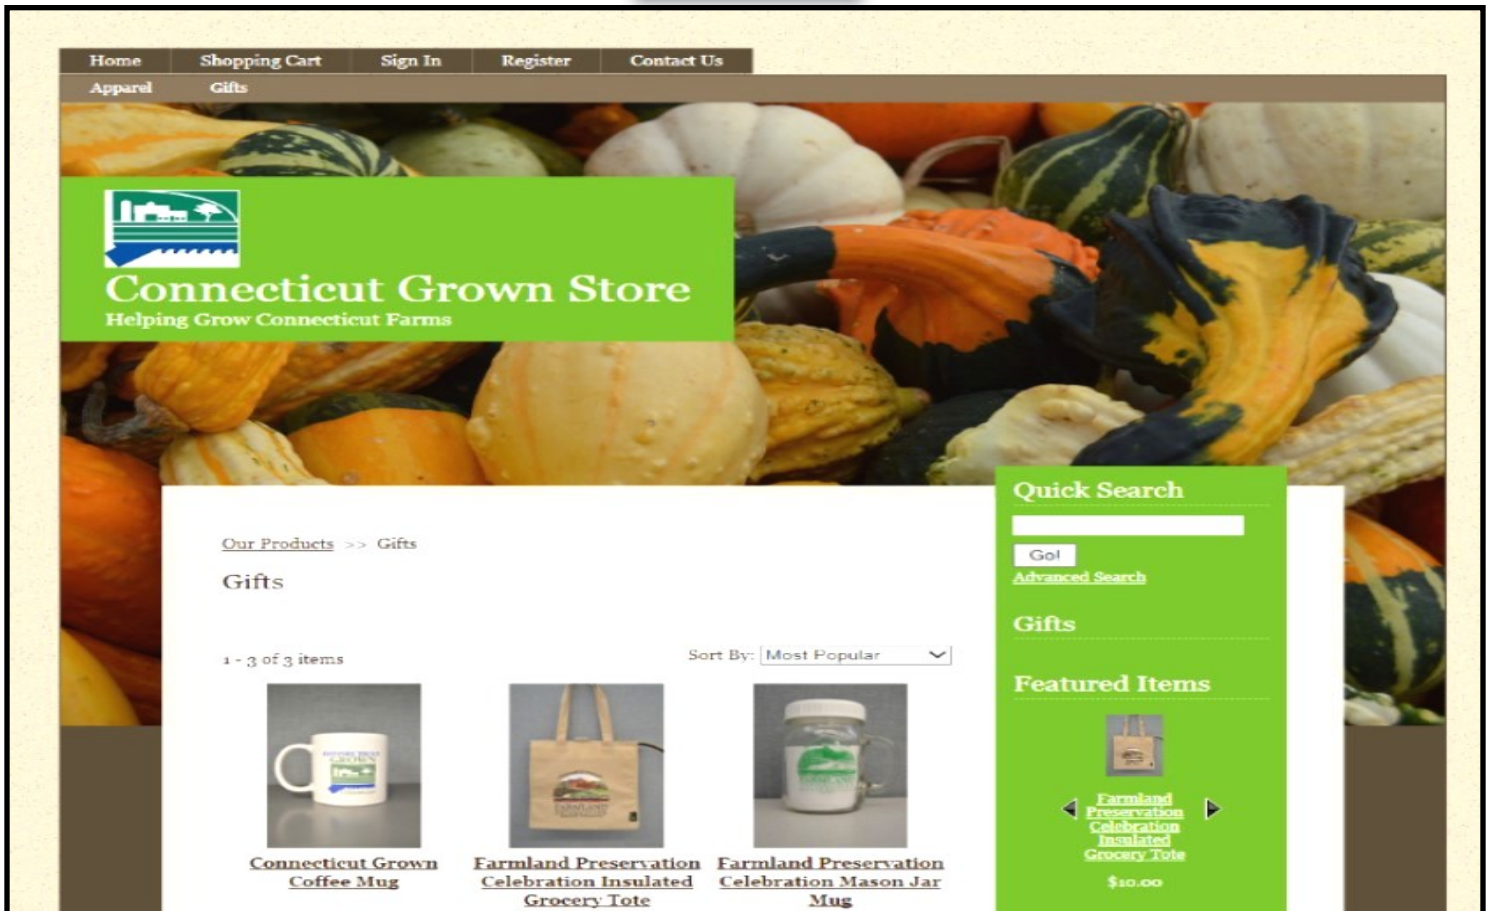 Home Shopping Cart Sign In Register Contact Us
Apparel Gifts
Connecticut Grown Store
Helping Grow Connecticut Farms
Quick Search
Go!
Advanced Search
Our Products >> Gifts
Gifts
Gifts
1 - 3 of 3 items
Sort By: Most Popular
Featured Items
GROWN
FARMLAND
FARMLAND
Connecticut Grown
Coffee Mug
Farmland Preservation
Celebration Insulated
Grocery Tote
Farmland Preservation
Celebration Mason Jar
Mug
Farmland
Preservation
Celebration
Insulated
Grocery Tote
$10.00